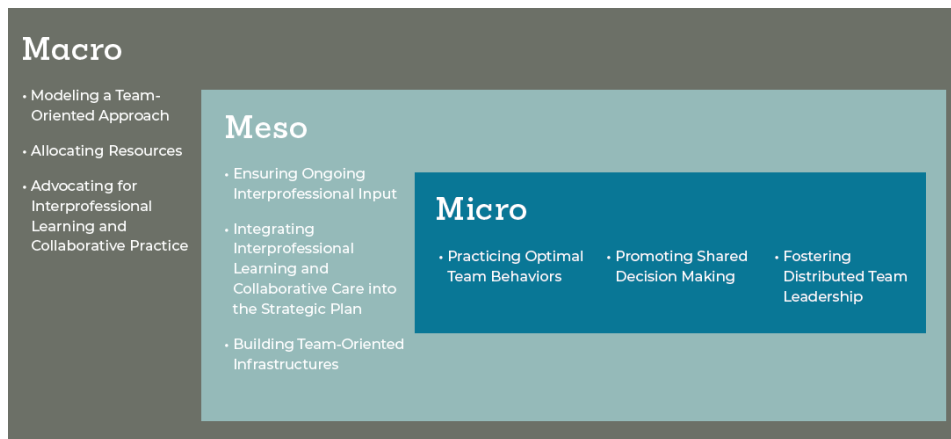 Macro
• Modeling a Team-
Oriented Approach
• Allocating Resources
• Advocating for
Interprofessional
Learning and
Collaborative Practice
Meso
• Ensuring Ongoing
Interprofessional Input
• Integrating
Interprofessional
Learning and
Collaborative Care into
the Strategic Plan
• Building Team-Oriented
Infrastructures
Micro
• Practicing Optimal
Team Behaviors
• Promoting Shared
Decision Making
• Fostering
Distributed Team
Leadership